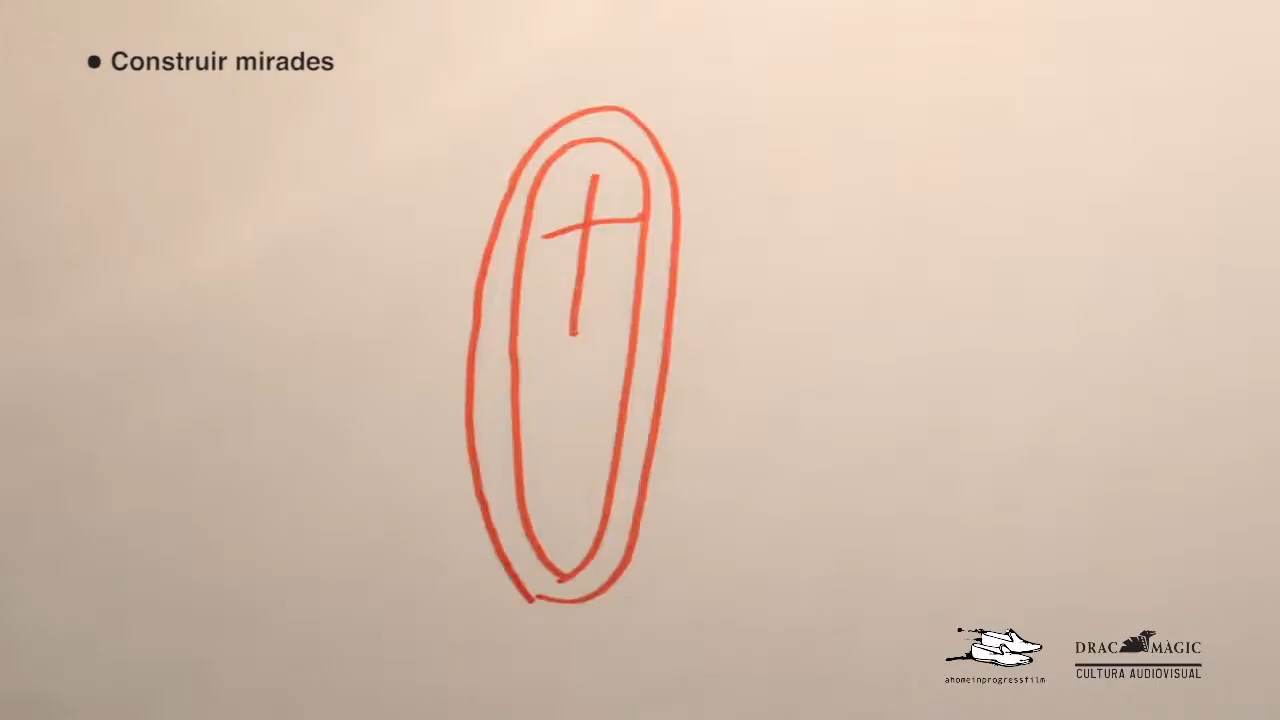 • Construir mirades
ahomeinprogressfilm
DRAC MÀGIC
CULTURA AUDIOVISUAL